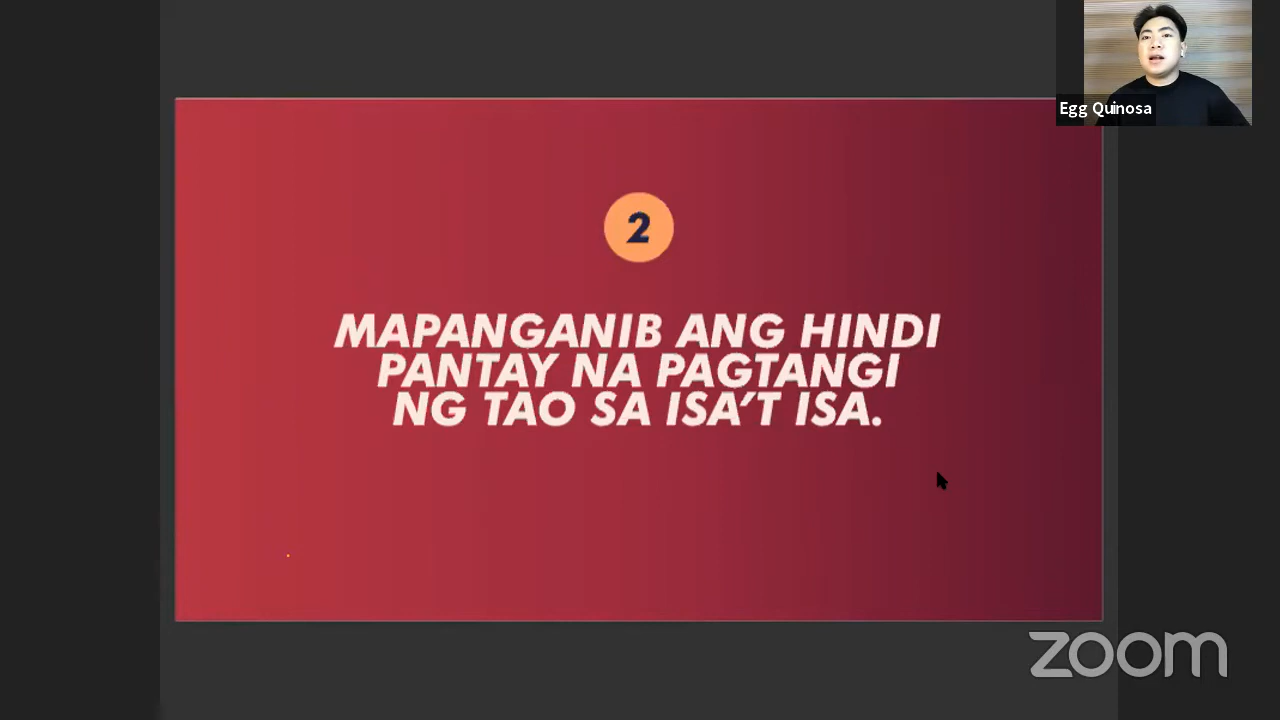 Egg Quinosa
2
MAPANGANIB ANG HINDI
PANTAY NA PAGTANGI
NG TAO SA ISA'T ISA.
zoom